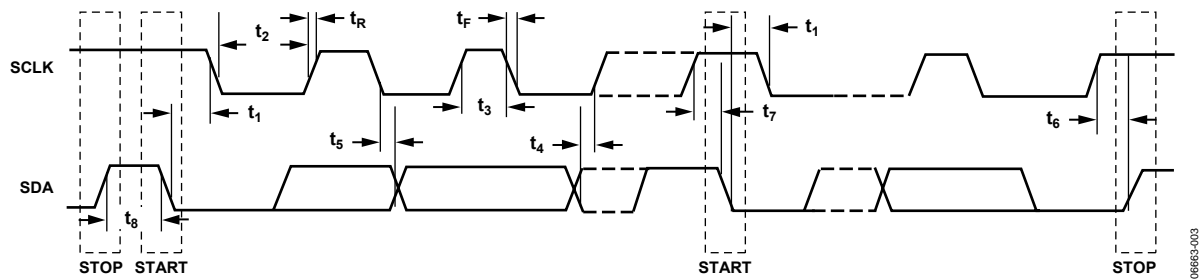 t2
tR
tF
t1
SCLK
t1
t3
t7
t6
t5
t4
SDA
t8
STOP
START
START
STOP
06663-003